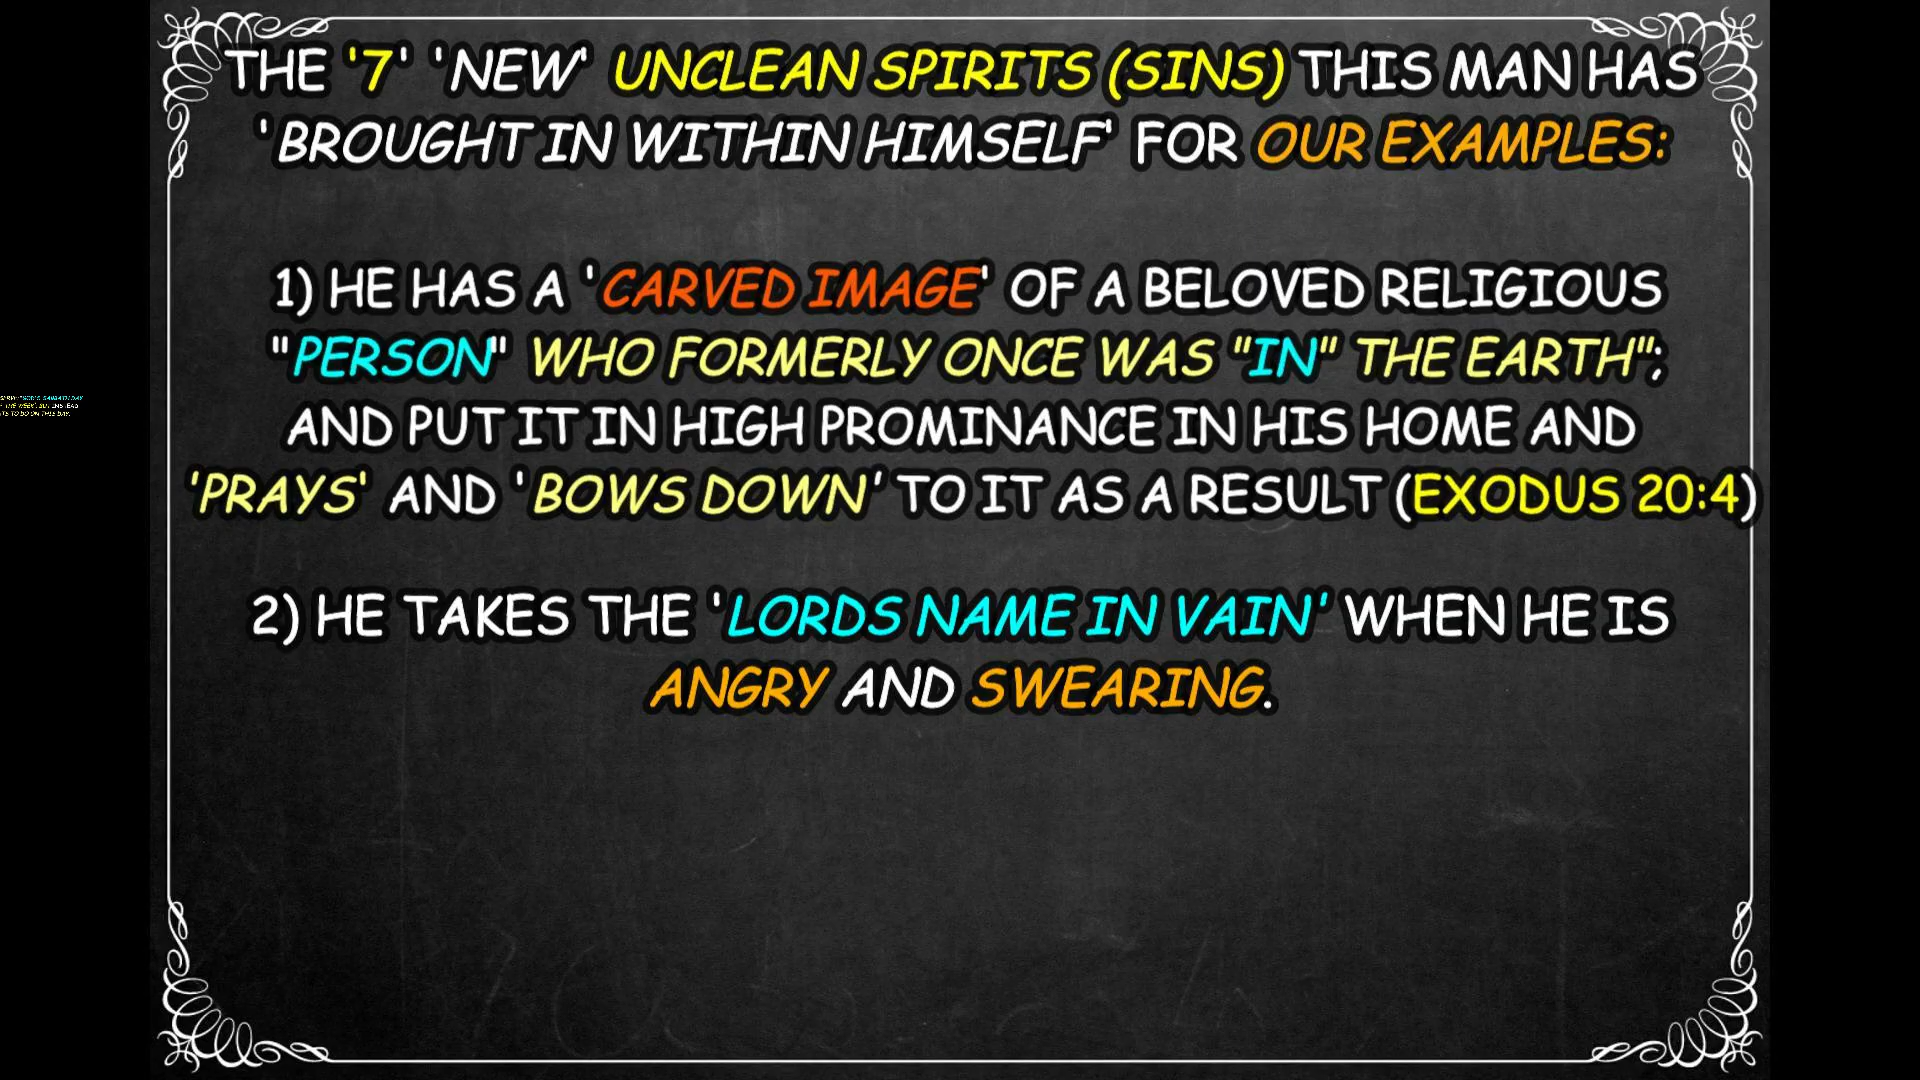 THE '7' 'NEW' UNCLEAN SPIRITS (SINS) THIS MAN HAS
'BROUGHT IN WITHIN HIMSELF' FOR OUR EXAMPLES:
1) HE HAS A 'CARVED IMAGE' OF A BELOVED RELIGIOUS
"PERSON" WHO FORMERLY ONCE WAS "IN" THE EARTH";
AND PUT IT IN HIGH PROMINANCE IN HIS HOME AND
'PRAYS' AND 'BOWS DOWN' TO IT AS A RESULT (EXODUS 20:4)
2) HE TAKES THE 'LORDS NAME IN VAIN' WHEN HE IS
ANGRY AND SWEARING.